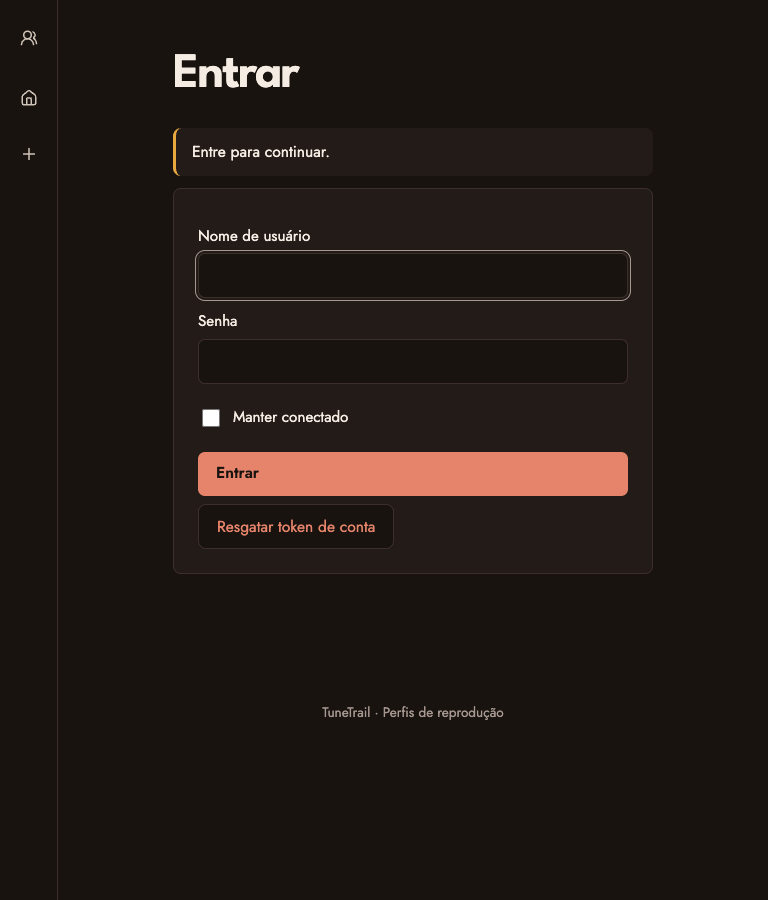 Entrar
Entre para continuar.
Nome de usuário
Senha
Manter conectado
Entrar
Resgatar token de conta
TuneTrail · Perfis de reprodução